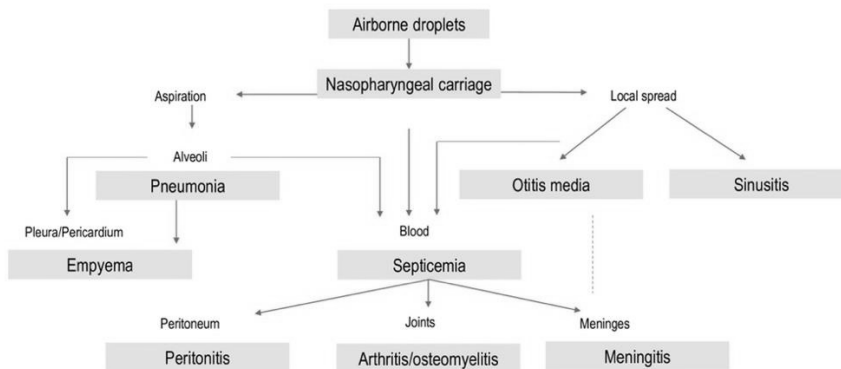 Airborne droplets
Nasopharyngeal carriage
Aspiration
Local spread
Alveoli
Pneumonia
Otitis media
Sinusitis
Pleura/Pericardium
Blood
Empyema
Septicemia
Peritoneum
Joints
Meninges
Peritonitis
Arthritis/osteomyelitis
Meningitis